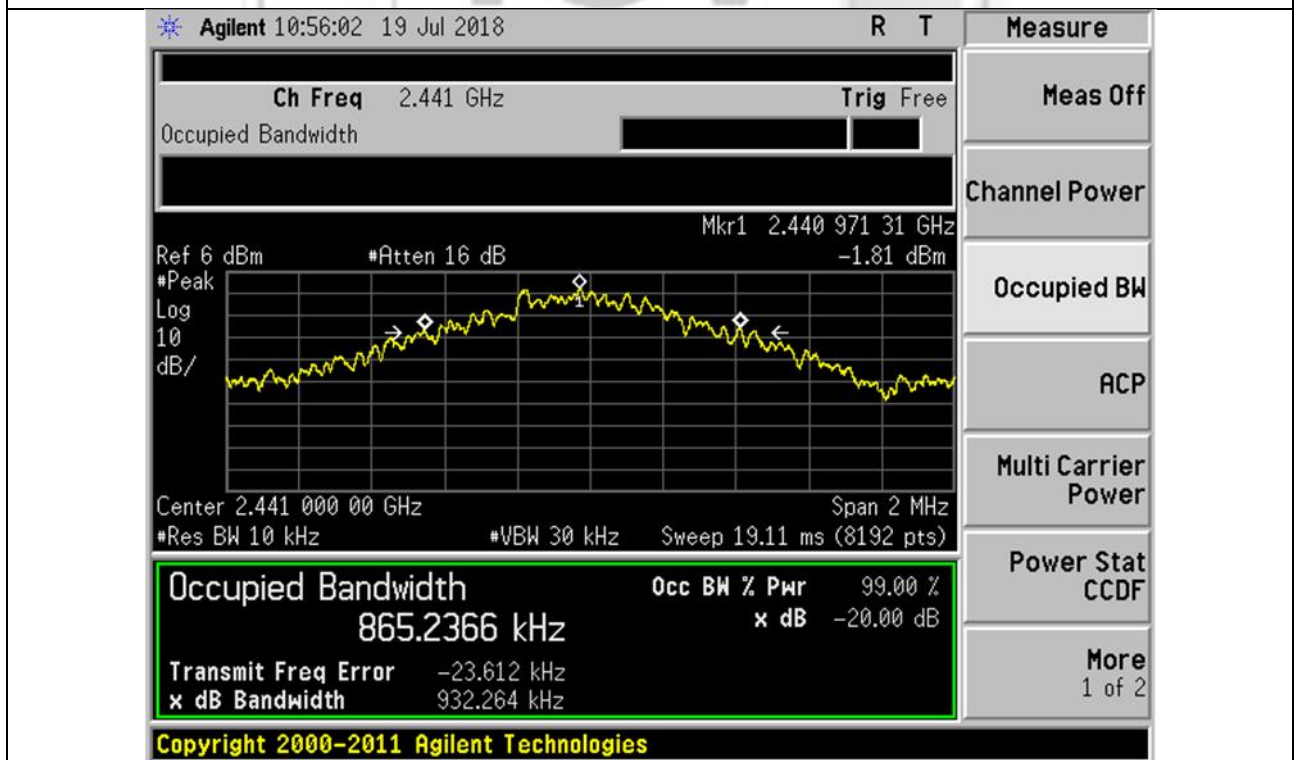 Agilent 10:56:02 19 Jul 2018 R T
Measure
Ch Freq 2.441 GHz Trig Free
Occupied Bandwidth
Meas Off
Channel Power
Occupied BW
ACP
Multi Carrier
Power
Power Stat
CCDF
More
1 of 2
Mkr1 2.440 971 31 GHz
Ref 6 dBm #Atten 16 dB -1.81 dBm
#Peak
Log
10
dB/
1
Center 2.441 000 00 GHz Span 2 MHz
#Res BW 10 kHz #VBW 30 kHz Sweep 19.11 ms (8192 pts)
Occupied Bandwidth Occ BW % Pwr 99.00 %
865.2366 kHz x dB -20.00 dB
Transmit Freq Error -23.612 kHz
x dB Bandwidth 932.264 kHz
Copyright 2000-2011 Agilent Technologies